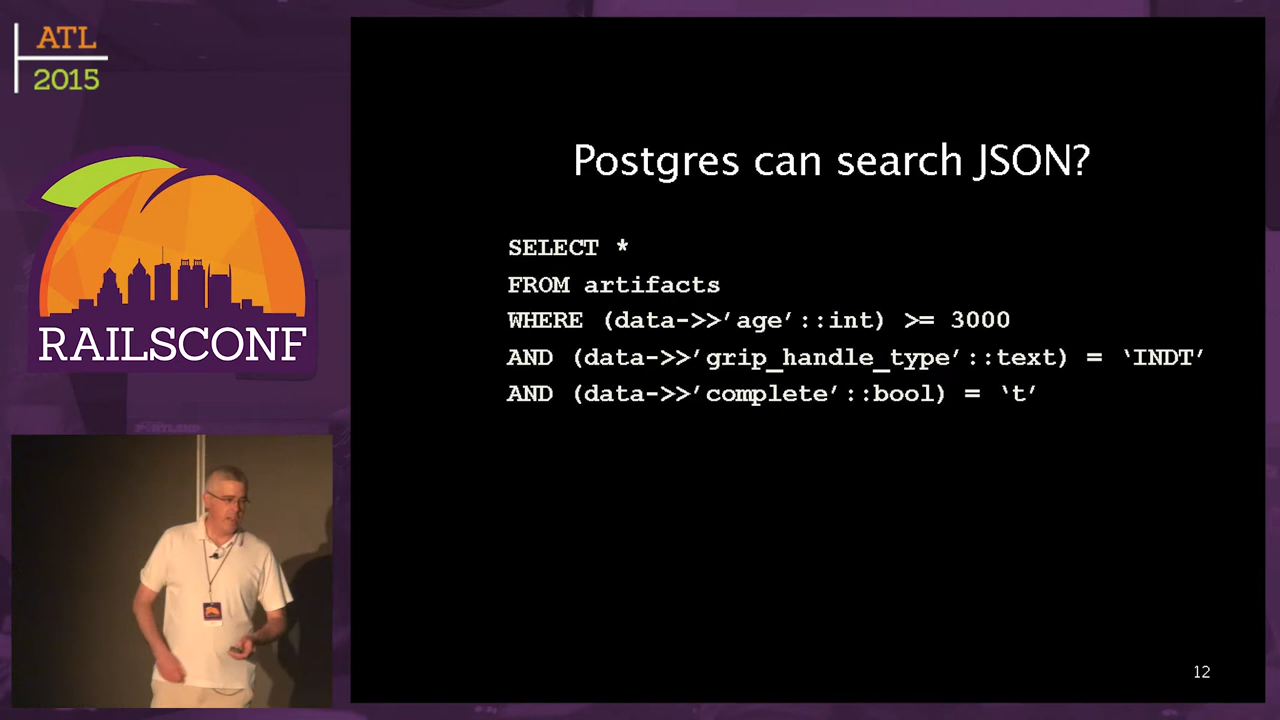 ATL
2015
RAILSCONF
Postgres can search JSON?
SELECT *
FROM artifacts
WHERE (data->>’age’::int) >= 3000
AND (data->>’grip_handle_type’::text) = ‘INDT’
AND (data->>’complete’::bool) = ‘t’
12